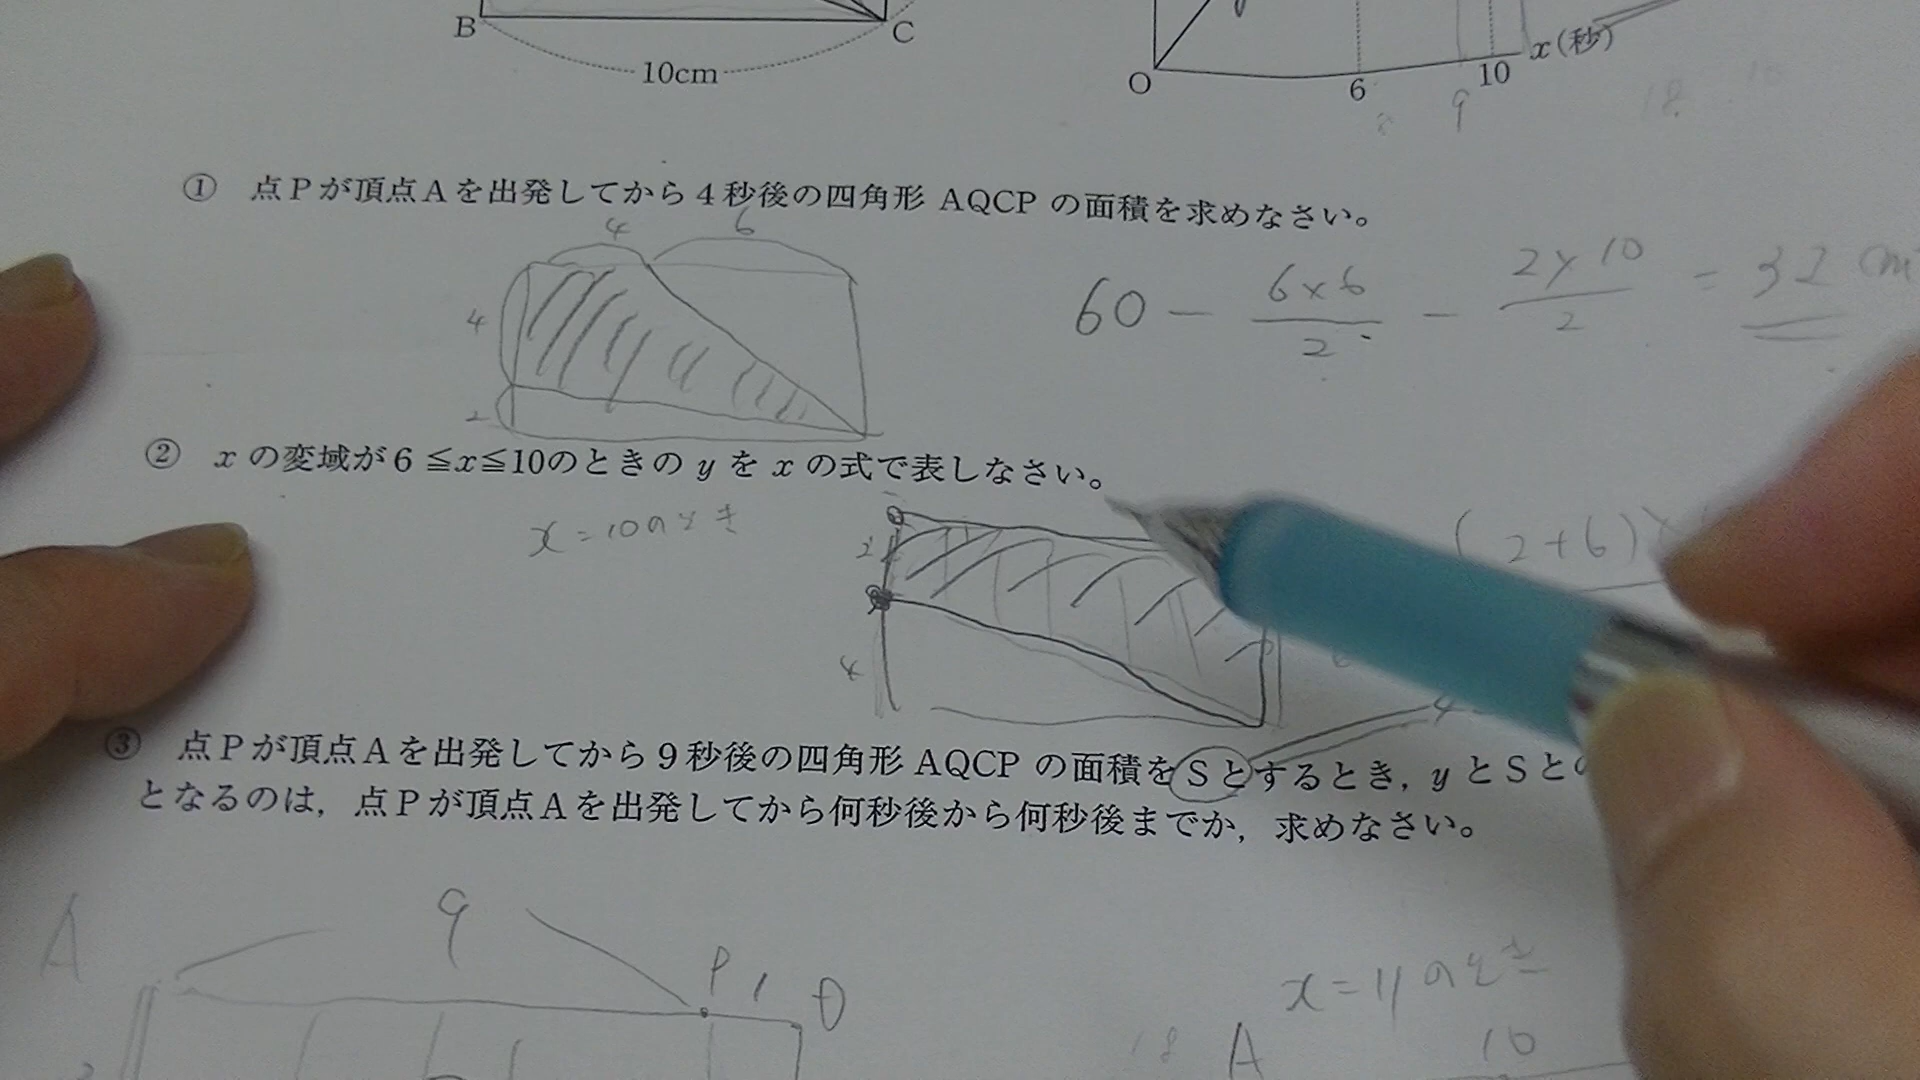 B
C
10cm
O
6
9
10
x(秒)
18
① 点Pが頂点Aを出発してから4秒後の四角形 AQCP の面積を求めなさい。
4
6
4
2
60 - 6×6/2 - 2×10/2 = 32 cm
② xの変域が6≦x≦10のときの y を x の式で表しなさい。
x=10のとき
2
4
(2+6)
③ 点Pが頂点Aを出発してから9秒後の四角形 AQCP の面積をSとするとき, yとSと
となるのは, 点Pが頂点Aを出発してから何秒後から何秒後までか, 求めなさい。
A
9
P
1
D
x=11のとき
18
A
10